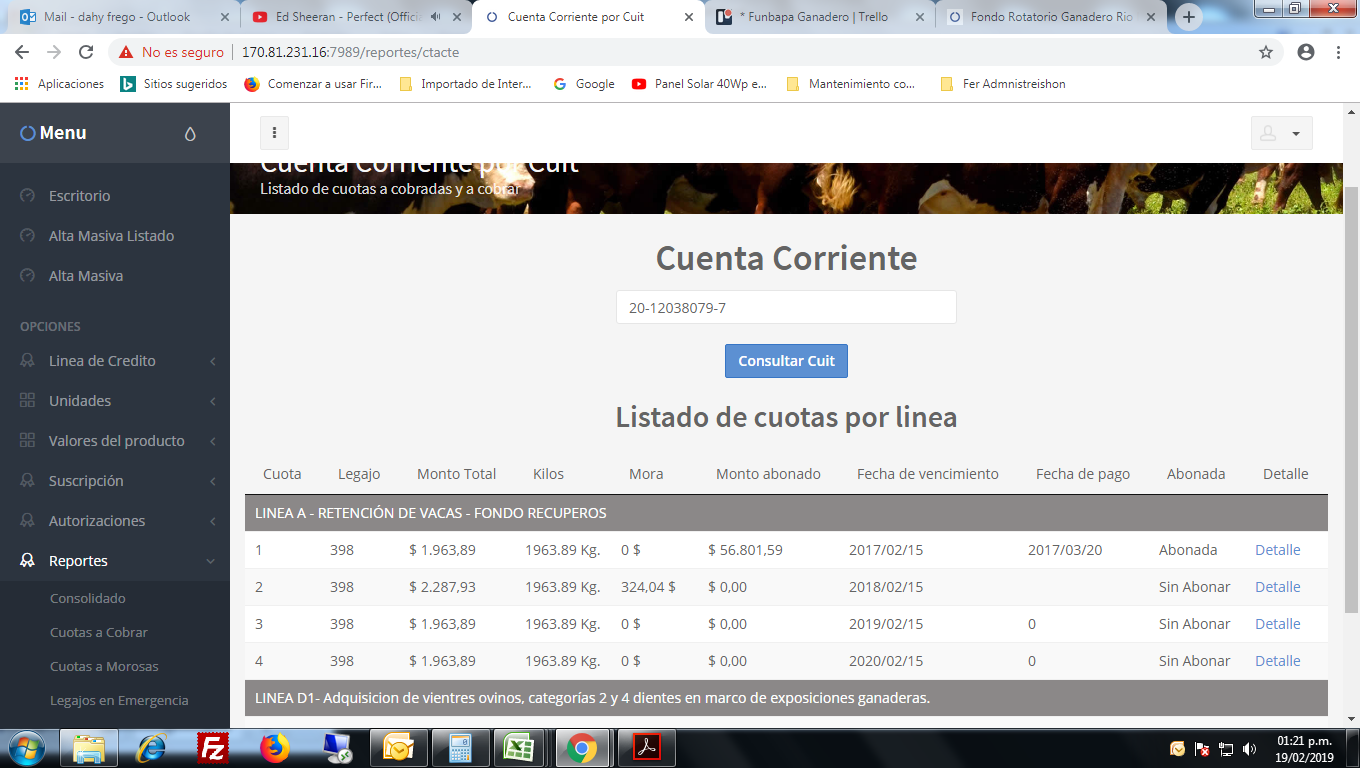 Mail - dahy frego - Outlook
Ed Sheeran - Perfect (Offici
Cuenta Corriente por Cuit
* Funbapa Ganadero | Trello
Fondo Rotatorio Ganadero Rio
No es seguro | 170.81.231.16:7989/reportes/ctacte
Aplicaciones
Sitios sugeridos
Comenzar a usar Fir...
Importado de Inter...
Google
Panel Solar 40Wp e...
Mantenimiento co...
Fer Admnistreishon
Menu
Escritorio
Alta Masiva Listado
Alta Masiva
OPCIONES
Linea de Credito
Unidades
Valores del producto
Suscripción
Autorizaciones
Reportes
Consolidado
Cuotas a Cobrar
Cuotas a Morosas
Legajos en Emergencia
Cuenta Corriente por Cuit
Listado de cuotas a cobradas y a cobrar
Cuenta Corriente
20-12038079-7
Consultar Cuit
Listado de cuotas por linea
Cuota Legajo Monto Total Kilos Mora Monto abonado Fecha de vencimiento Fecha de pago Abonada Detalle
LINEA A - RETENCIÓN DE VACAS - FONDO RECUPEROS
1 398 $ 1.963,89 1963.89 Kg. 0 $ $ 56.801,59 2017/02/15 2017/03/20 Abonada Detalle
2 398 $ 2.287,93 1963.89 Kg. 324,04 $ $ 0,00 2018/02/15 Sin Abonar Detalle
3 398 $ 1.963,89 1963.89 Kg. 0 $ $ 0,00 2019/02/15 0 Sin Abonar Detalle
4 398 $ 1.963,89 1963.89 Kg. 0 $ $ 0,00 2020/02/15 0 Sin Abonar Detalle
LINEA D1- Adquisicion de vientres ovinos, categorías 2 y 4 dientes en marco de exposiciones ganaderas.
01:21 p.m.
19/02/2019